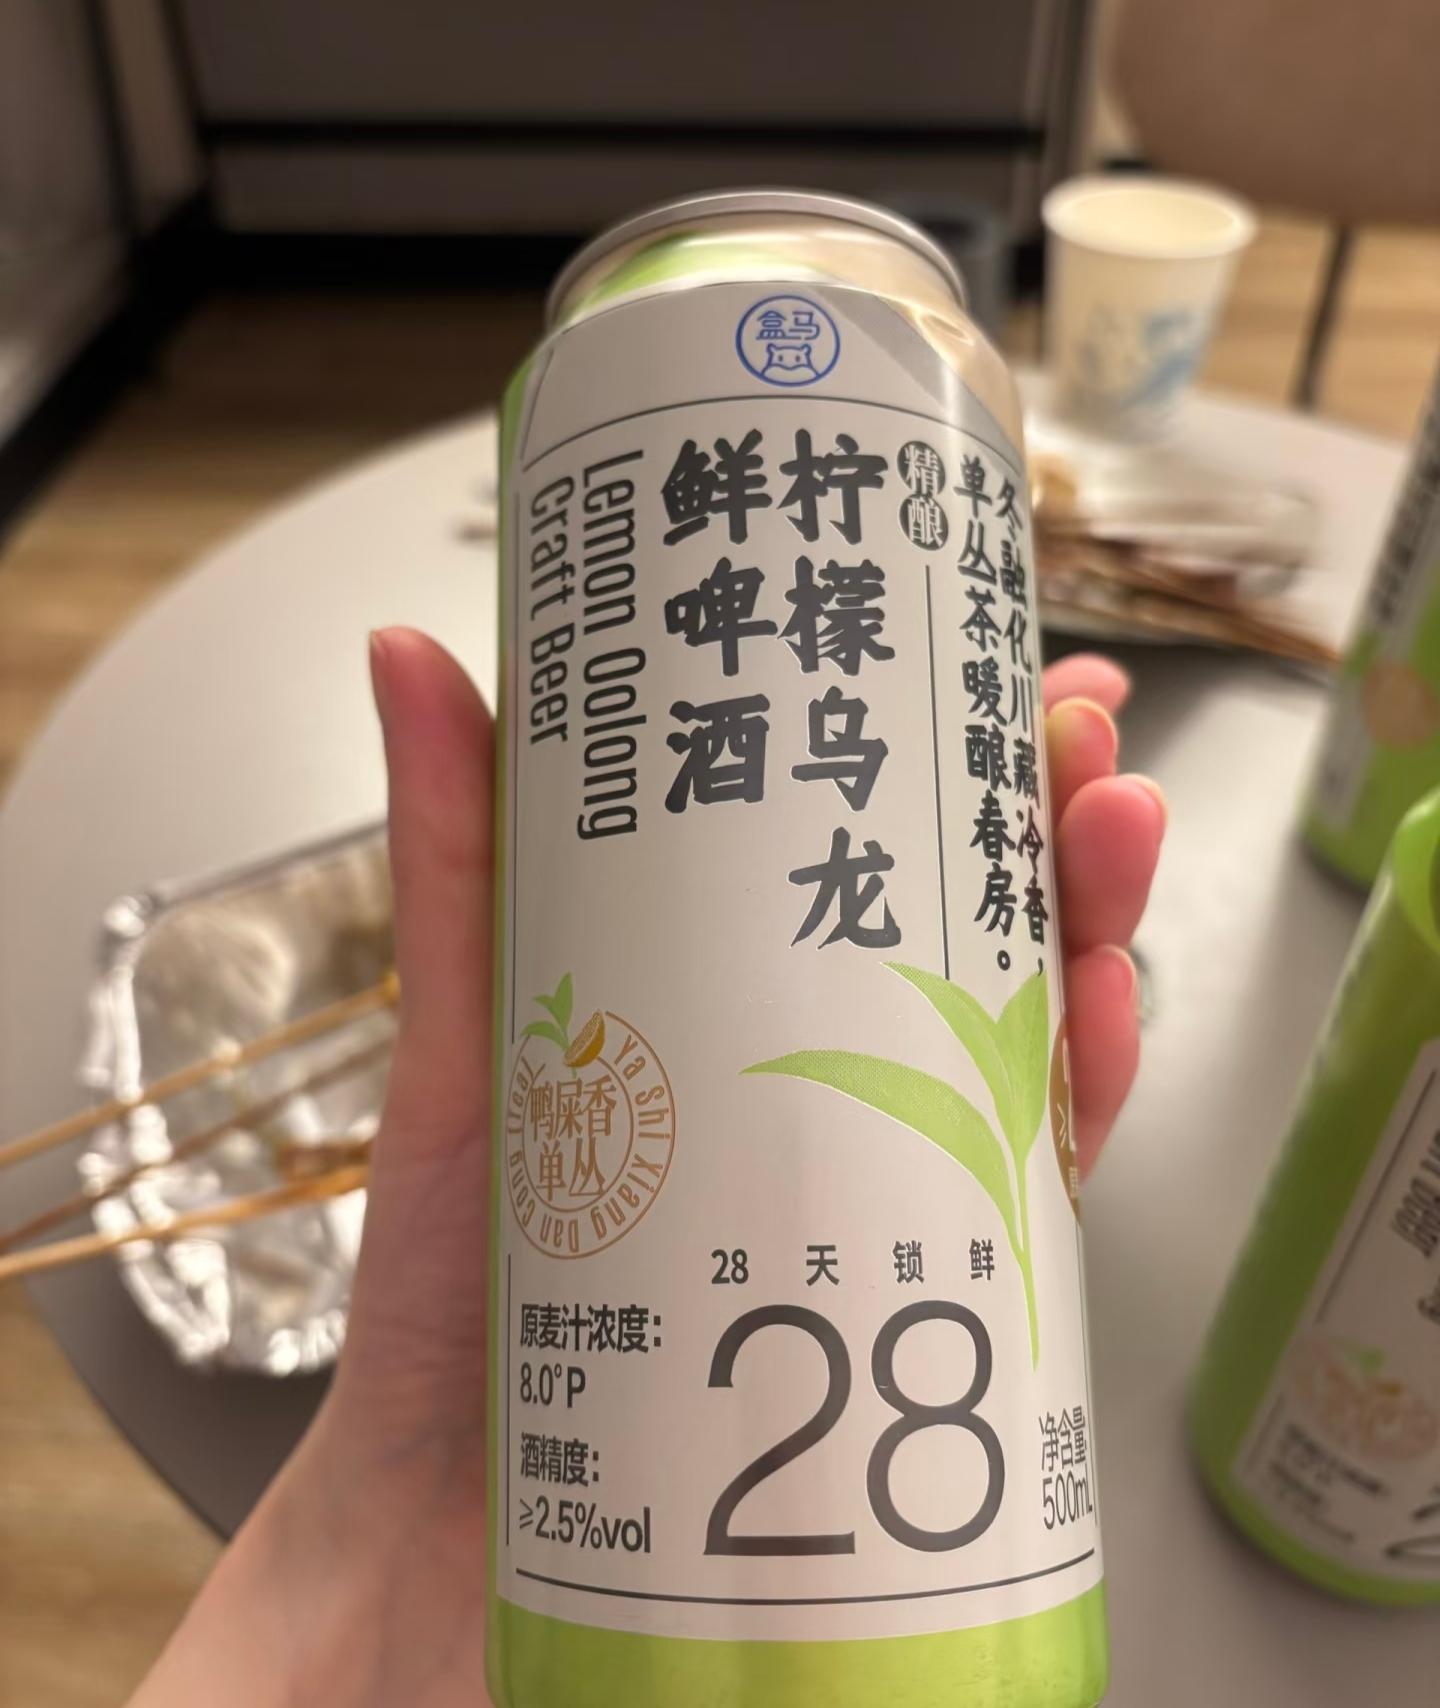 盒马
冬融化川藏冷香，
单丛茶暖酿春房。
精酿
柠檬乌龙
鲜啤酒
Lemon Oolong
Craft Beer
鸭屎香
单丛
Ya Shi Xiang Dan Cong
28天锁鲜
28
原麦汁浓度：
8.0°P
酒精度：
≥2.5%vol
净含量
500mL